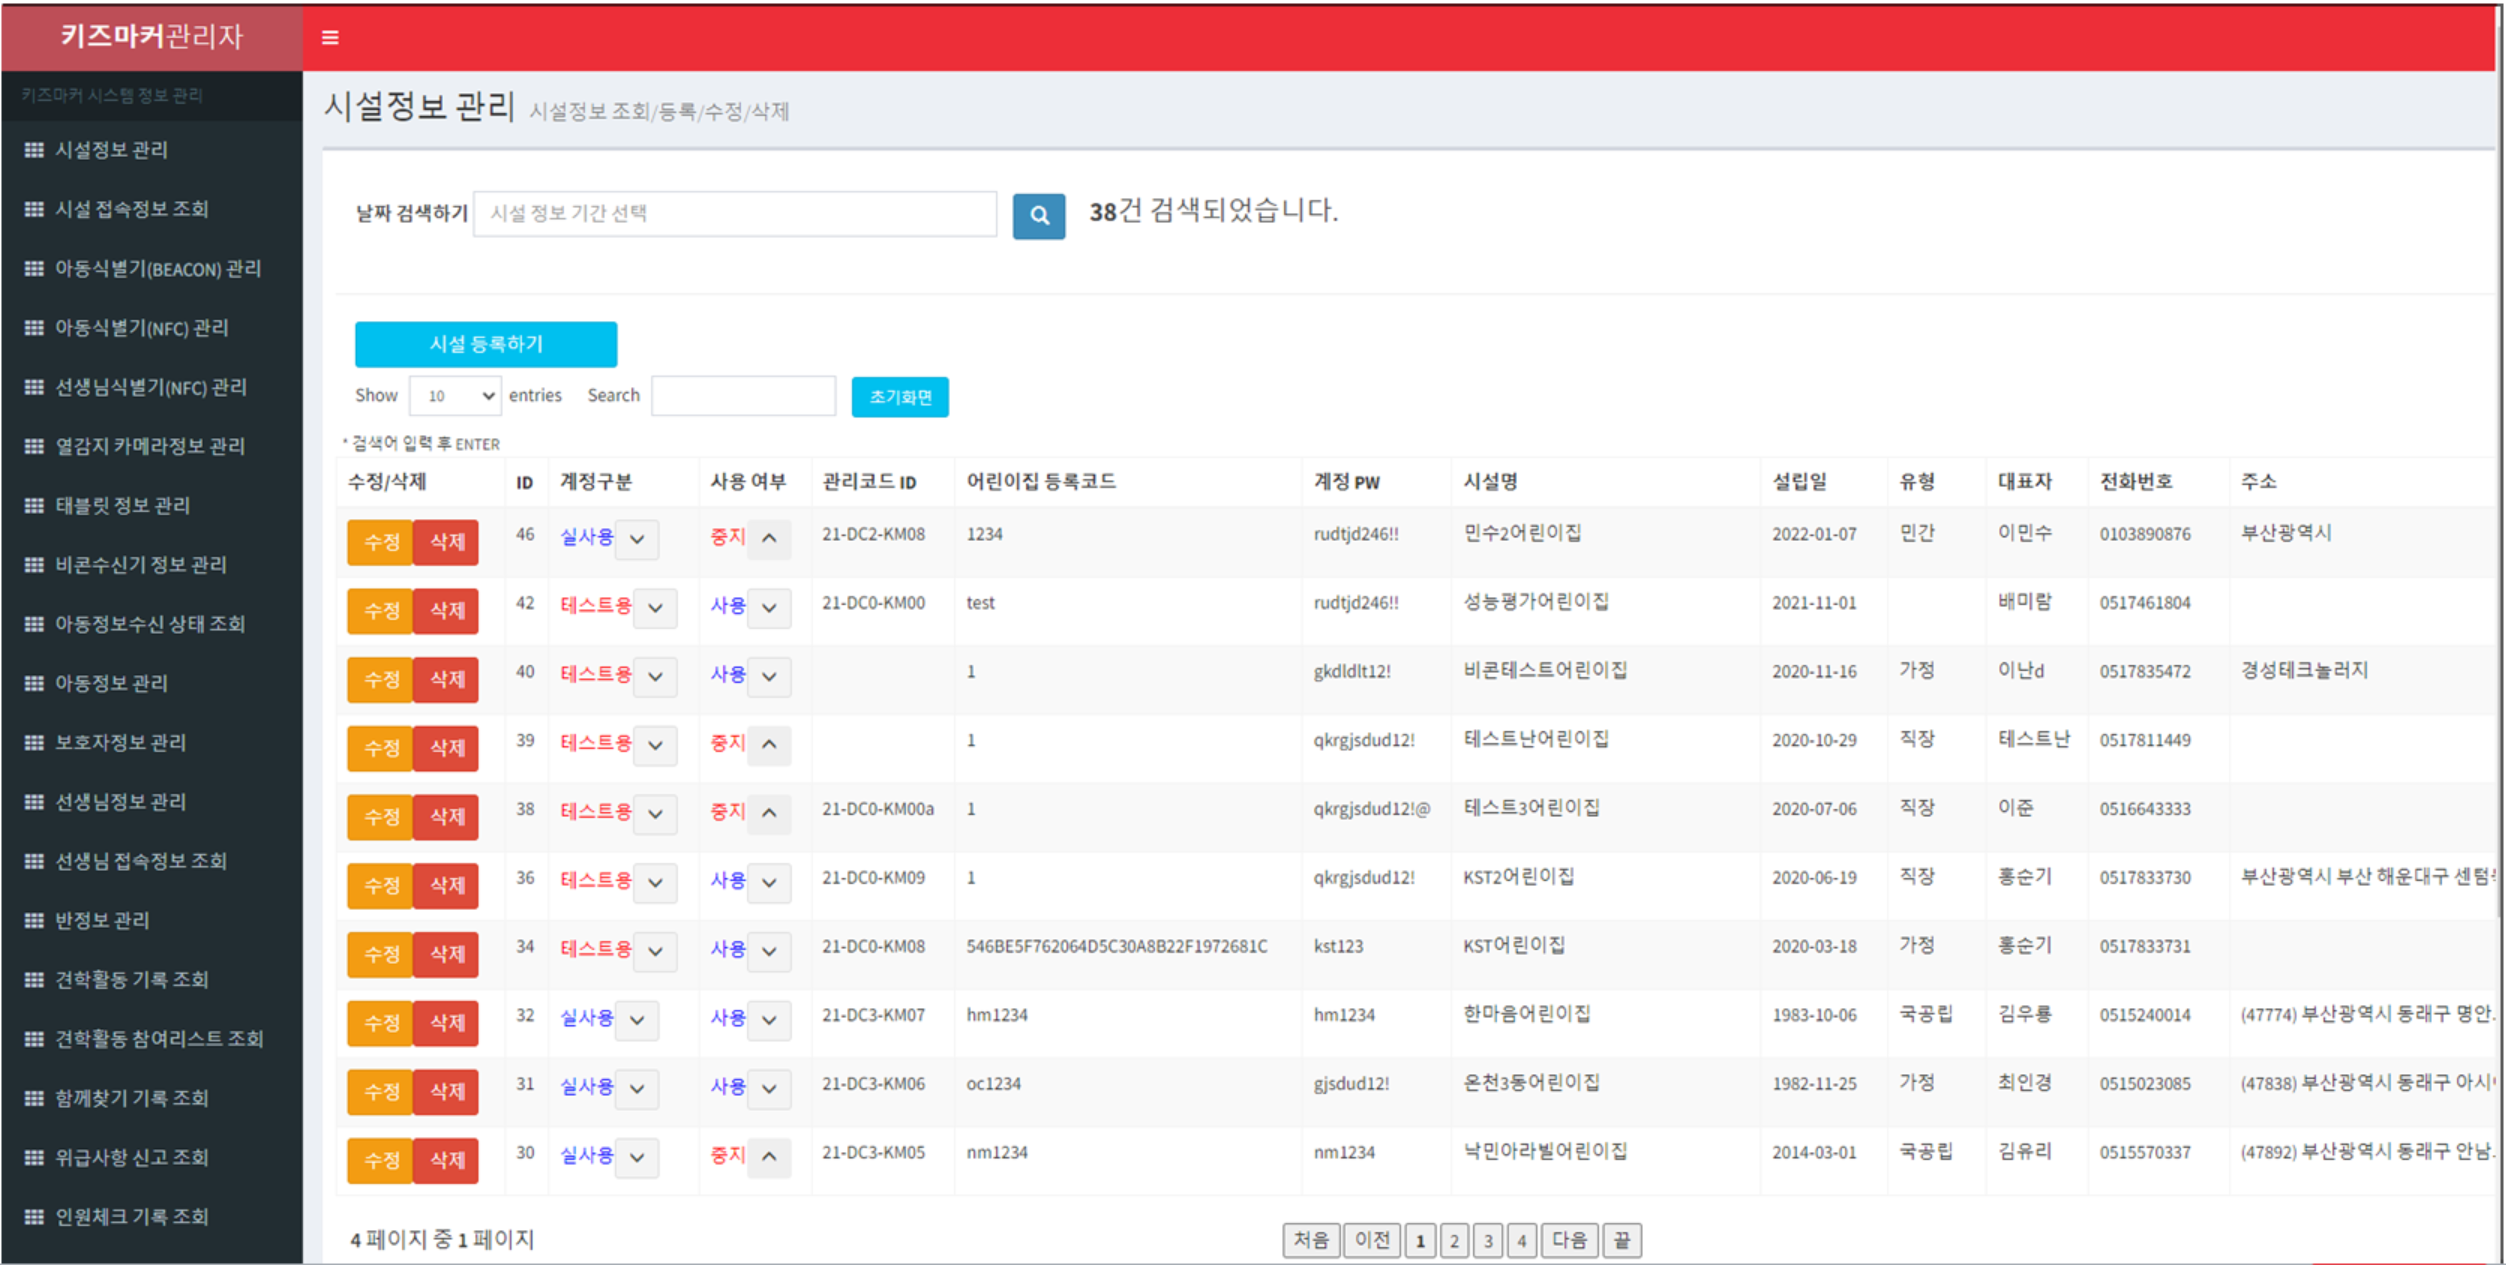 키즈마커관리자
키즈마커 시스템 정보 관리
시설정보 관리
시설 접속정보 조회
아동식별기(BEACON) 관리
아동식별기(NFC) 관리
선생님식별기(NFC) 관리
열감지 카메라정보 관리
태블릿 정보 관리
비콘수신기 정보 관리
아동정보수신 상태 조회
아동정보 관리
보호자정보 관리
선생님정보 관리
선생님 접속정보 조회
반정보 관리
견학활동 기록 조회
견학활동 참여리스트 조회
함께찾기 기록 조회
위급사항 신고 조회
인원체크 기록 조회
시설정보 관리 시설정보 조회/등록/수정/삭제
날짜 검색하기 시설 정보 기간 선택 38건 검색되었습니다.
시설 등록하기
Show 10 entries Search 초기화면
* 검색어 입력 후 ENTER
수정/삭제 ID 계정구분 사용 여부 관리코드 ID 어린이집 등록코드 계정 PW 시설명 설립일 유형 대표자 전화번호 주소
수정 삭제 46 실사용 중지 21-DC2-KM08 1234 rudtjd246!! 민수2어린이집 2022-01-07 민간 이민수 0103890876 부산광역시
수정 삭제 42 테스트용 사용 21-DC0-KM00 test rudtjd246!! 성능평가어린이집 2021-11-01 배미람 0517461804
수정 삭제 40 테스트용 사용 1 gkdldlt12! 비콘테스트어린이집 2020-11-16 가정 이난d 0517835472 경성테크놀러지
수정 삭제 39 테스트용 중지 1 qkrgjsdud12! 테스트난어린이집 2020-10-29 직장 테스트난 0517811449
수정 삭제 38 테스트용 중지 21-DC0-KM00a 1 qkrgjsdud12!@ 테스트3어린이집 2020-07-06 직장 이준 0516643333
수정 삭제 36 테스트용 사용 21-DC0-KM09 1 qkrgjsdud12! KST2어린이집 2020-06-19 직장 홍순기 0517833730 부산광역시 부산 해운대구 센텀
수정 삭제 34 테스트용 사용 21-DC0-KM08 546BE5F762064D5C30A8B22F1972681C kst123 KST어린이집 2020-03-18 가정 홍순기 0517833731
수정 삭제 32 실사용 사용 21-DC3-KM07 hm1234 hm1234 한마음어린이집 1983-10-06 국공립 김우룡 0515240014 (47774) 부산광역시 동래구 명안
수정 삭제 31 실사용 사용 21-DC3-KM06 oc1234 gjsdud12! 온천3동어린이집 1982-11-25 가정 최인경 0515023085 (47838) 부산광역시 동래구 아시
수정 삭제 30 실사용 중지 21-DC3-KM05 nm1234 nm1234 낙민아라빌어린이집 2014-03-01 국공립 김유리 0515570337 (47892) 부산광역시 동래구 안남
4 페이지 중 1 페이지 처음 이전 1 2 3 4 다음 끝